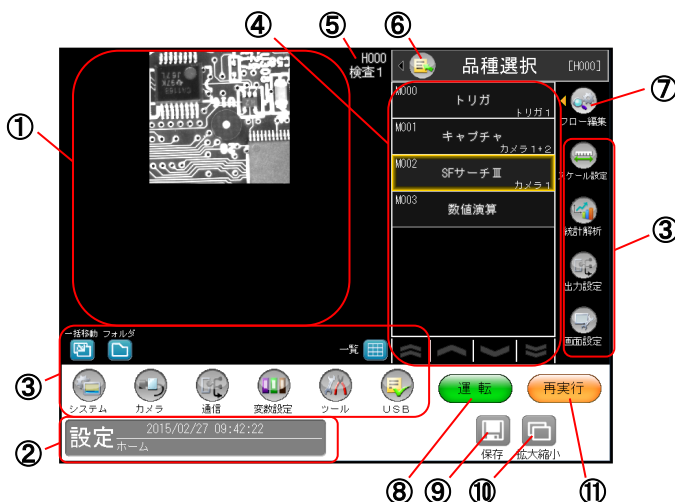 ④
⑤
⑥
①
H000
検査1
品種選択
[H000]
⑦
M000
トリガ
トリガ1
フロー編集
M001
キャプチャ
カメラ1+2
M002
SFサーチⅢ
カメラ1
スケール設定
M003
数値演算
統計解析
③
出力設定
画面設定
一括移動
フォルダ
一覧
③
システム
カメラ
通信
変数設定
ツール
USB
運転
再実行
②
設定
2015/02/27 09:42:22
ホーム
保存
拡大縮小
⑧
⑨
⑩
⑪